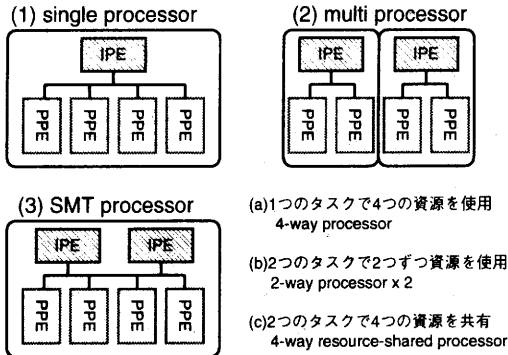 (1) single processor
IPE
PPE PPE PPE PPE
(2) multi processor
IPE IPE
PPE PPE PPE PPE
(3) SMT processor
IPE IPE
PPE PPE PPE PPE
(a)1つのタスクで4つの資源を使用
4-way processor
(b)2つのタスクで2つずつ資源を使用
2-way processor x 2
(c)2つのタスクで4つの資源を共有
4-way resource-shared processor